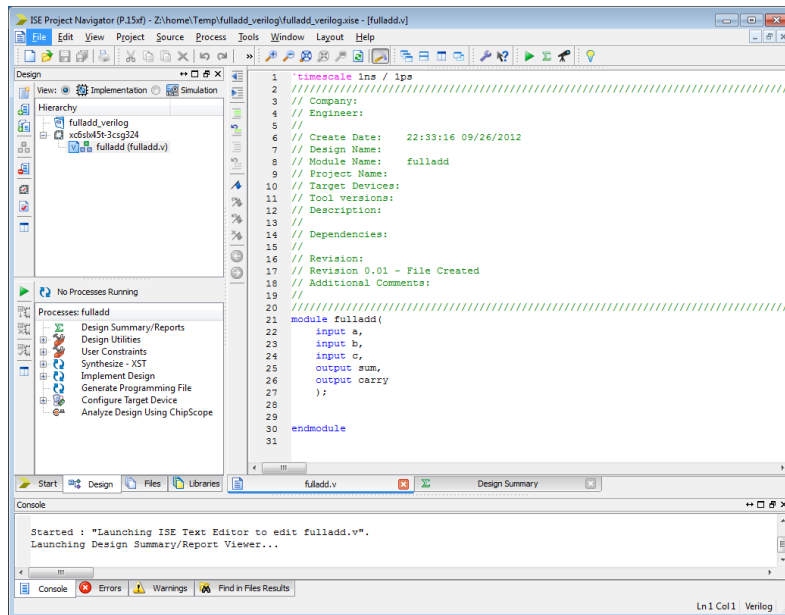 ISE Project Navigator (P.15xf) - Z:\home\Temp\fulladd_verilog\fulladd_verilog.xise - [fulladd.v]
File Edit View Project Source Process Tools Window Layout Help
Design
View: Implementation Simulation
Hierarchy
fulladd_verilog
xc6slx45t-3csg324
fulladd (fulladd.v)
No Processes Running
Processes: fulladd
Design Summary/Reports
Design Utilities
User Constraints
Synthesize - XST
Implement Design
Generate Programming File
Configure Target Device
Analyze Design Using ChipScope
Start Design Files Libraries
1 `timescale 1ns / 1ps
2 //////////////////////////////////////////////////////////////////////////////////
3 // Company:
4 // Engineer:
5 //
6 // Create Date:    22:33:16 09/26/2012
7 // Design Name:
8 // Module Name:    fulladd
9 // Project Name:
10 // Target Devices:
11 // Tool versions:
12 // Description:
13 //
14 // Dependencies:
15 //
16 // Revision:
17 // Revision 0.01 - File Created
18 // Additional Comments:
19 //
20 //////////////////////////////////////////////////////////////////////////////////
21 module fulladd(
22     input a,
23     input b,
24     input c,
25     output sum,
26     output carry
27     );
28
29
30 endmodule
31
fulladd.v Design Summary
Console
Started : "Launching ISE Text Editor to edit fulladd.v".
Launching Design Summary/Report Viewer...
Console Errors Warnings Find in Files Results
Ln 1 Col 1 Verilog